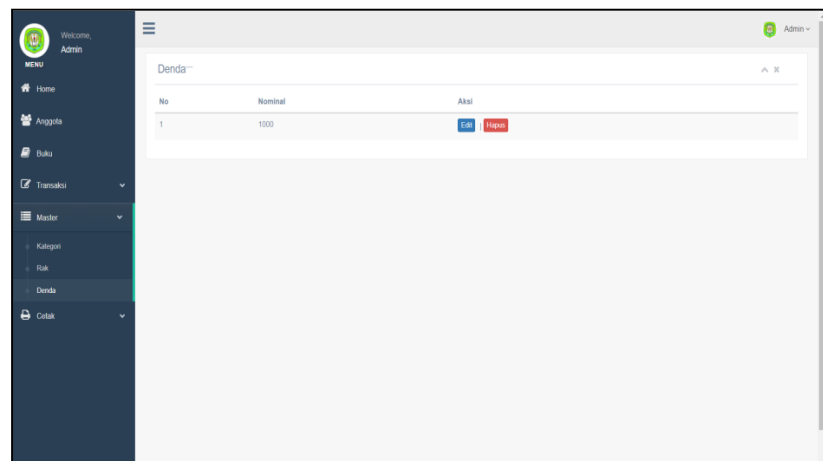 Welcome,
Admin
MENU
Home
Anggota
Buku
Transaksi
Master
Kategori
Rak
Denda
Cetak
Admin
Denda
No Nominal Aksi
1 1000 Edit | Hapus